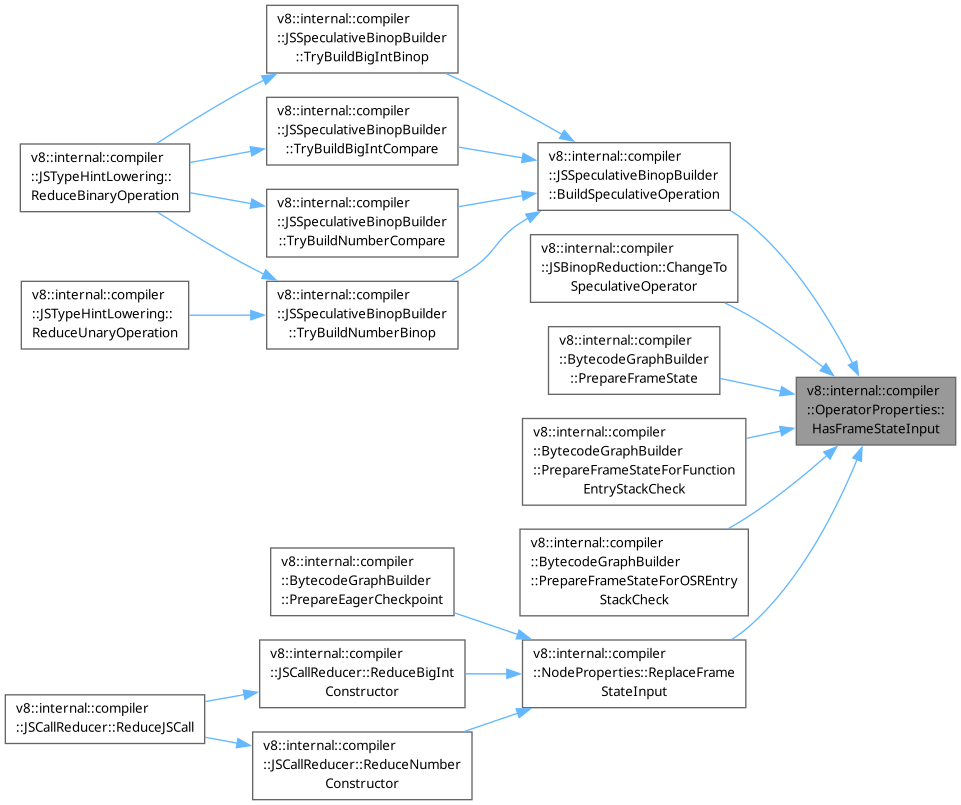 v8::internal::compiler
::JSSpeculativeBinopBuilder
::TryBuildBigIntBinop
v8::internal::compiler
::JSSpeculativeBinopBuilder
::TryBuildBigIntCompare
v8::internal::compiler
::JSTypeHintLowering::
ReduceBinaryOperation
v8::internal::compiler
::JSSpeculativeBinopBuilder
::BuildSpeculativeOperation
v8::internal::compiler
::JSSpeculativeBinopBuilder
::TryBuildNumberCompare
v8::internal::compiler
::JSBinopReduction::ChangeTo
SpeculativeOperator
v8::internal::compiler
::JSTypeHintLowering::
ReduceUnaryOperation
v8::internal::compiler
::JSSpeculativeBinopBuilder
::TryBuildNumberBinop
v8::internal::compiler
::BytecodeGraphBuilder
::PrepareFrameState
v8::internal::compiler
::OperatorProperties::
HasFrameStateInput
v8::internal::compiler
::BytecodeGraphBuilder
::PrepareFrameStateForFunction
EntryStackCheck
v8::internal::compiler
::BytecodeGraphBuilder
::PrepareFrameStateForOSREntry
StackCheck
v8::internal::compiler
::BytecodeGraphBuilder
::PrepareEagerCheckpoint
v8::internal::compiler
::JSCallReducer::ReduceBigInt
Constructor
v8::internal::compiler
::NodeProperties::ReplaceFrame
StateInput
v8::internal::compiler
::JSCallReducer::ReduceJSCall
v8::internal::compiler
::JSCallReducer::ReduceNumber
Constructor